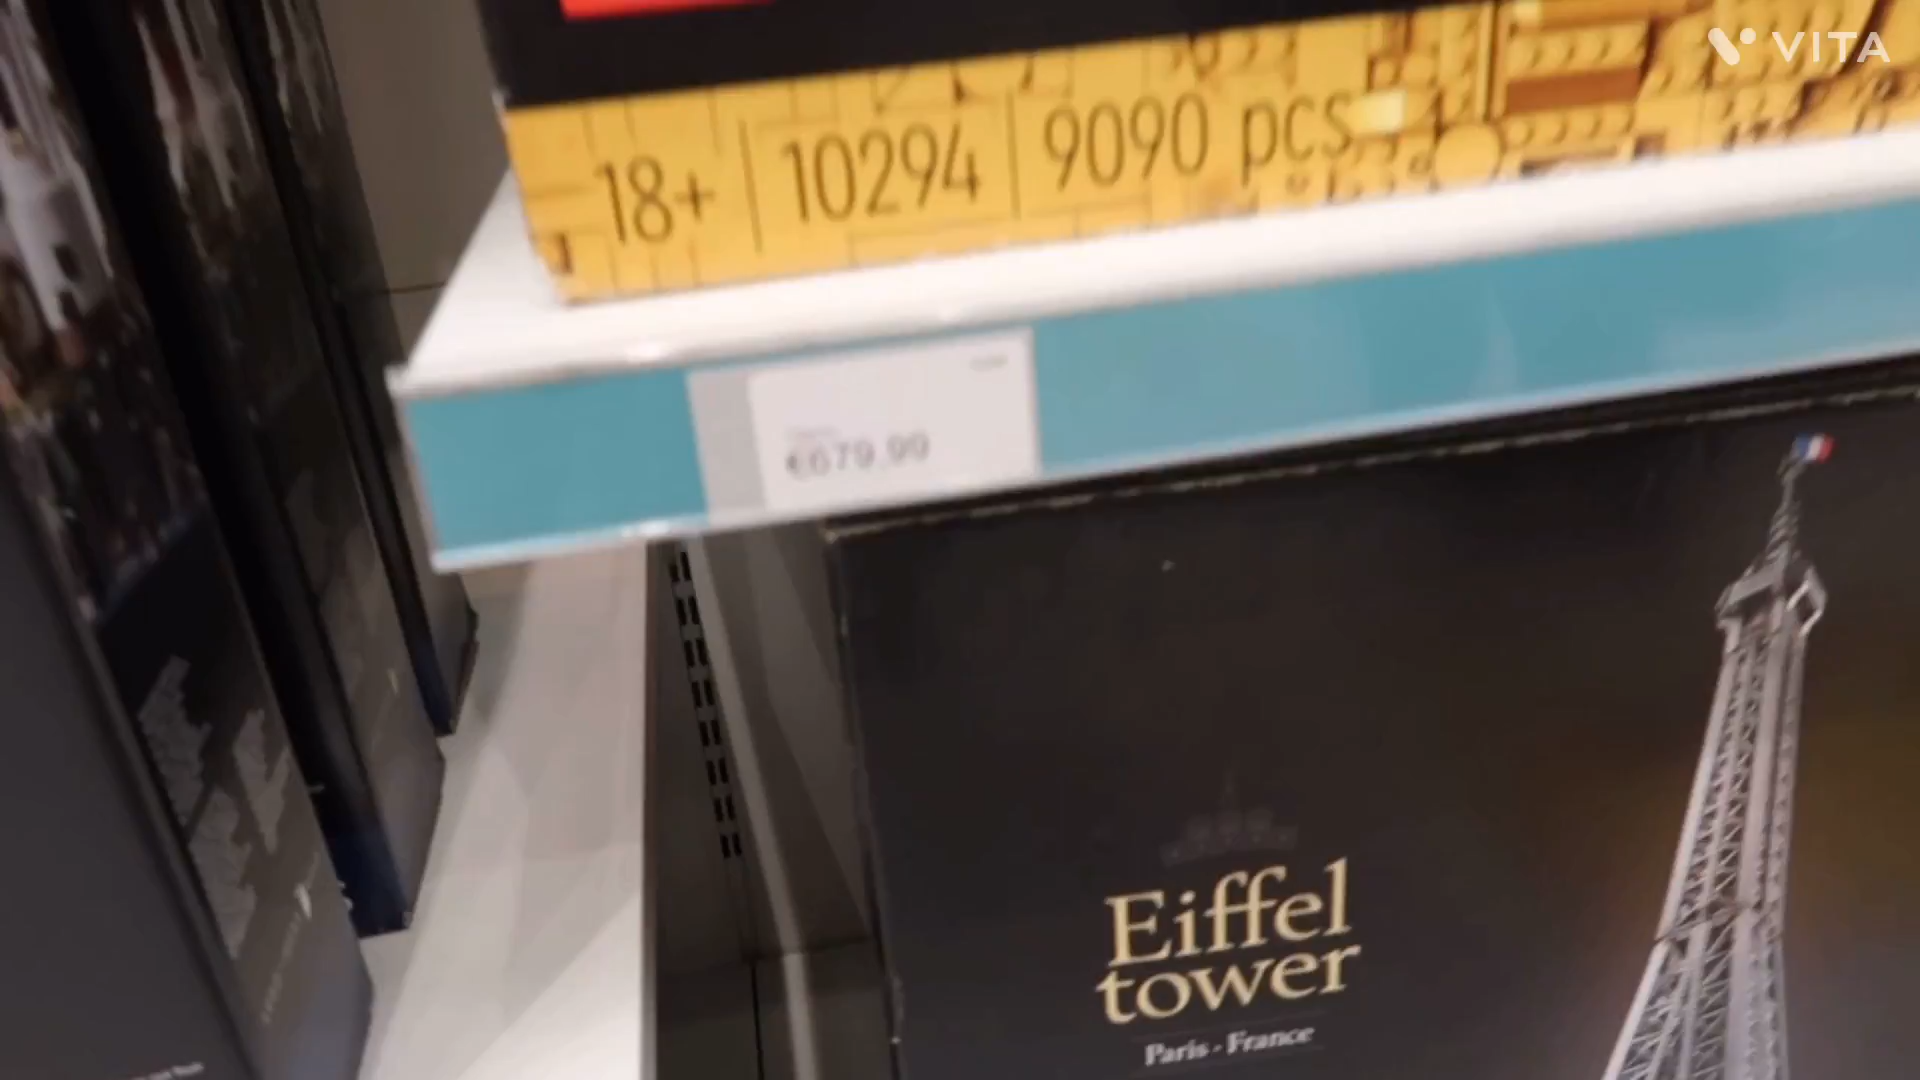 VITA
18+ 10294 9090 pcs
€679,99
Eiffel
tower
Paris - France